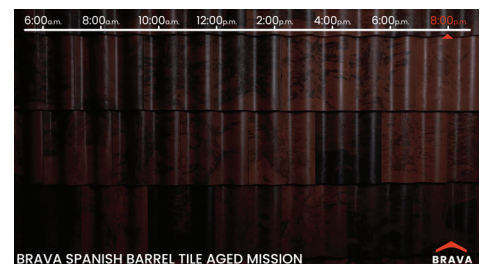 6:00a.m. 8:00a.m. 10:00a.m. 12:00p.m. 2:00p.m. 4:00p.m. 6:00p.m. 8:00p.m.
BRAVA SPANISH BARREL TILE AGED MISSION
BRAVA